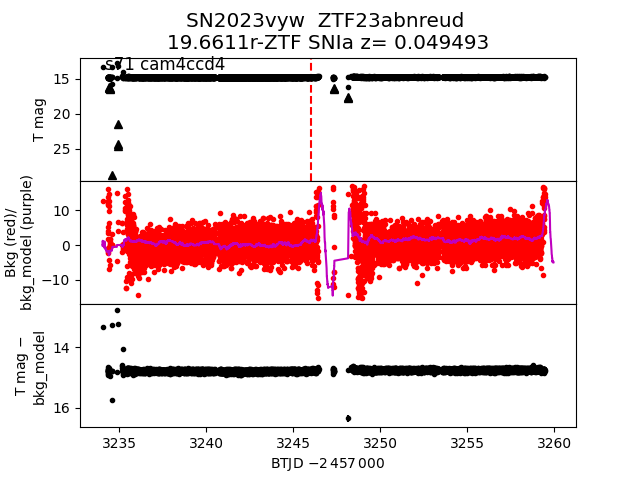 SN2023vyw ZTF23abnreud
19.6611r-ZTF SNIa z= 0.049493
s71 cam4ccd4
T mag
15
20
25
Bkg (red)/
bkg_model (purple)
10
0
−10
T mag −
bkg_model
14
16
3235
3240
3245
3250
3255
3260
BTJD −2 457 000